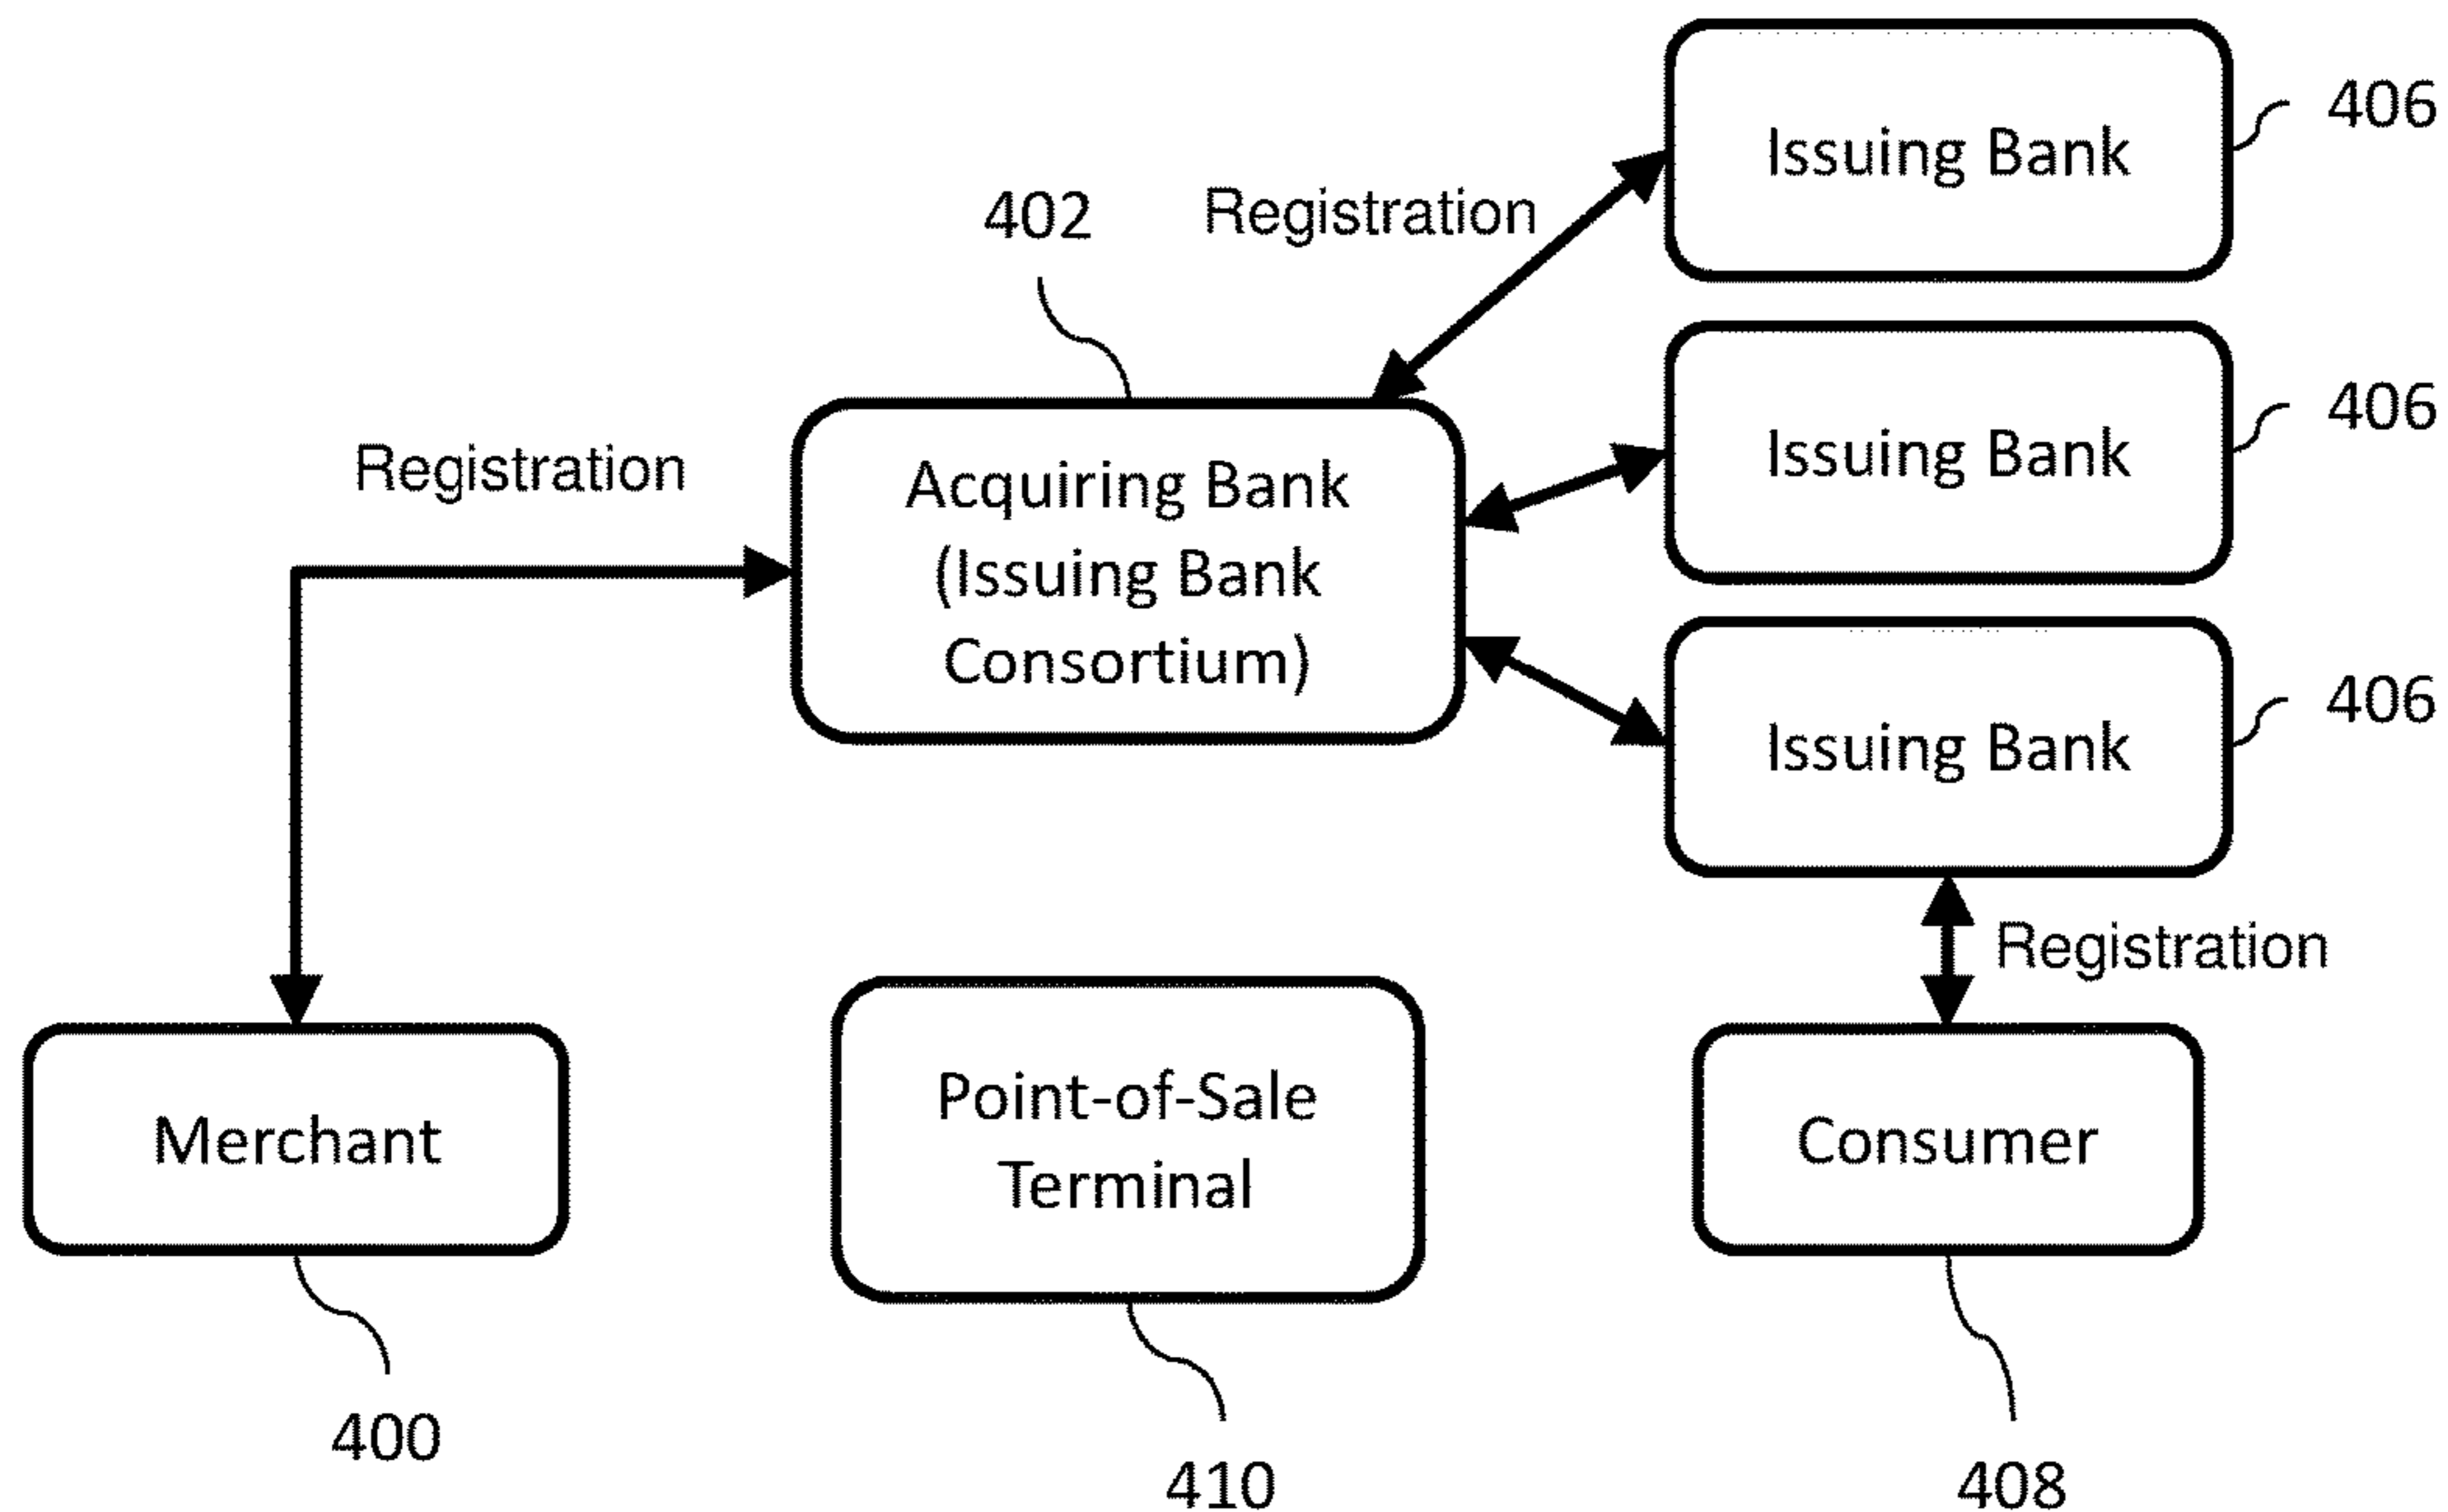 406
Issuing Bank
402
Registration
406
Issuing Bank
Registration
Acquiring Bank
(Issuing Bank
Consortium)
406
Issuing Bank
Registration
Point-of-Sale
Terminal
Merchant
Consumer
400
410
408